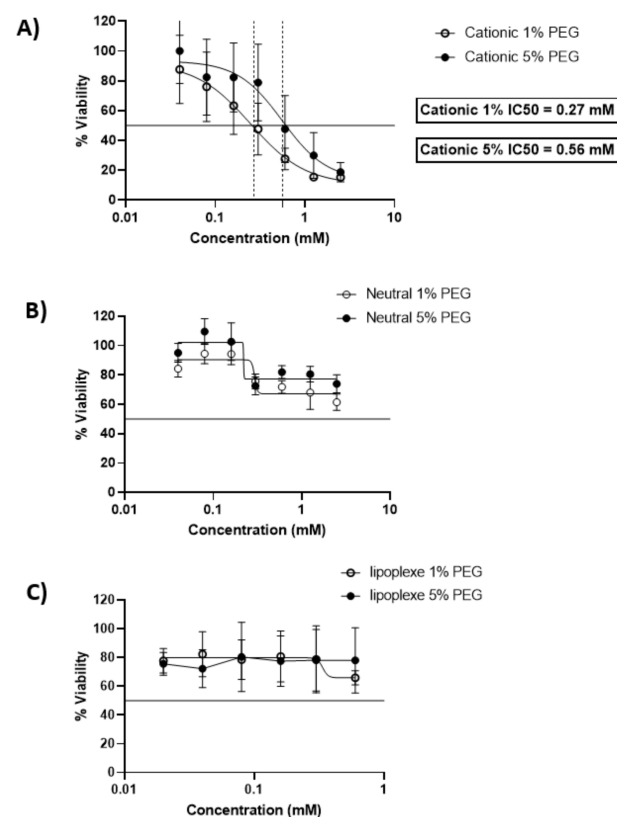 A)
120
100
80
60
40
20
0
% Viability
0.01
0.1
1
10
Concentration (mM)
Cationic 1% PEG
Cationic 5% PEG
Cationic 1% IC50 = 0.27 mM
Cationic 5% IC50 = 0.56 mM
B)
120
100
80
60
40
20
0
% Viability
0.01
0.1
1
10
Concentration (mM)
Neutral 1% PEG
Neutral 5% PEG
C)
120
100
80
60
40
20
0
% Viability
0.01
0.1
1
Concentration (mM)
lipoplexe 1% PEG
lipoplexe 5% PEG